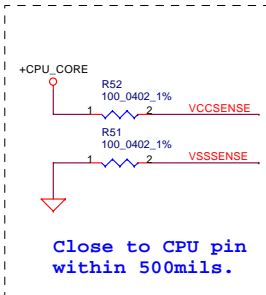 +CPU_CORE
R52
100_0402_1%
1 2 VCCSENSE
R51
100_0402_1%
1 2 VSSSENSE
Close to CPU pin
within 500mils.